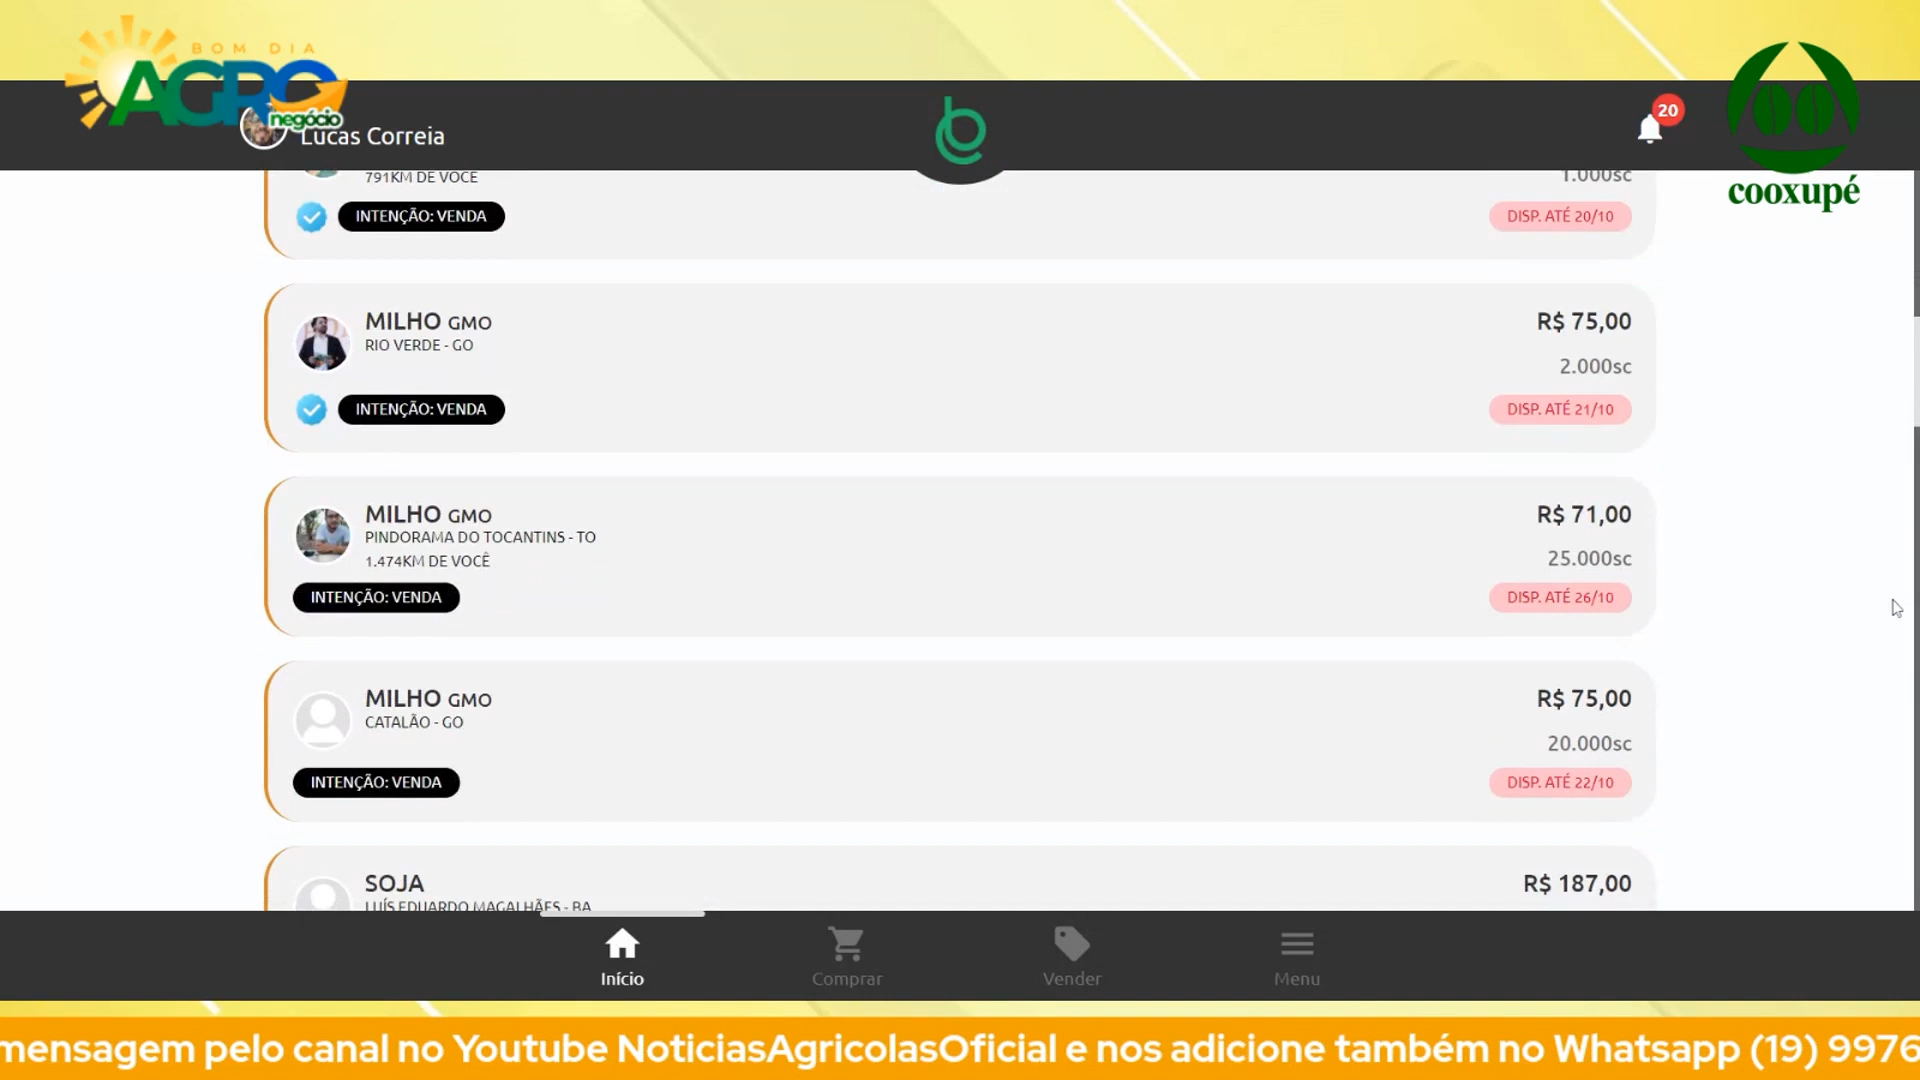 BOM DIA
AGRO
negócio
Lucas Correia
20
cooxupé
791KM DE VOCÊ
1.000sc
INTENÇÃO: VENDA
DISP. ATÉ 20/10
MILHO GMO
R$ 75,00
RIO VERDE - GO
2.000sc
INTENÇÃO: VENDA
DISP. ATÉ 21/10
MILHO GMO
R$ 71,00
PINDORAMA DO TOCANTINS - TO
1.474KM DE VOCÊ
25.000sc
INTENÇÃO: VENDA
DISP. ATÉ 26/10
MILHO GMO
R$ 75,00
CATALÃO - GO
20.000sc
INTENÇÃO: VENDA
DISP. ATÉ 22/10
SOJA
R$ 187,00
LUÍS EDUARDO MAGALHÃES - BA
Início
Comprar
Vender
Menu
mensagem pelo canal no Youtube NoticiasAgricolasOficial e nos adicione também no Whatsapp (19) 9976